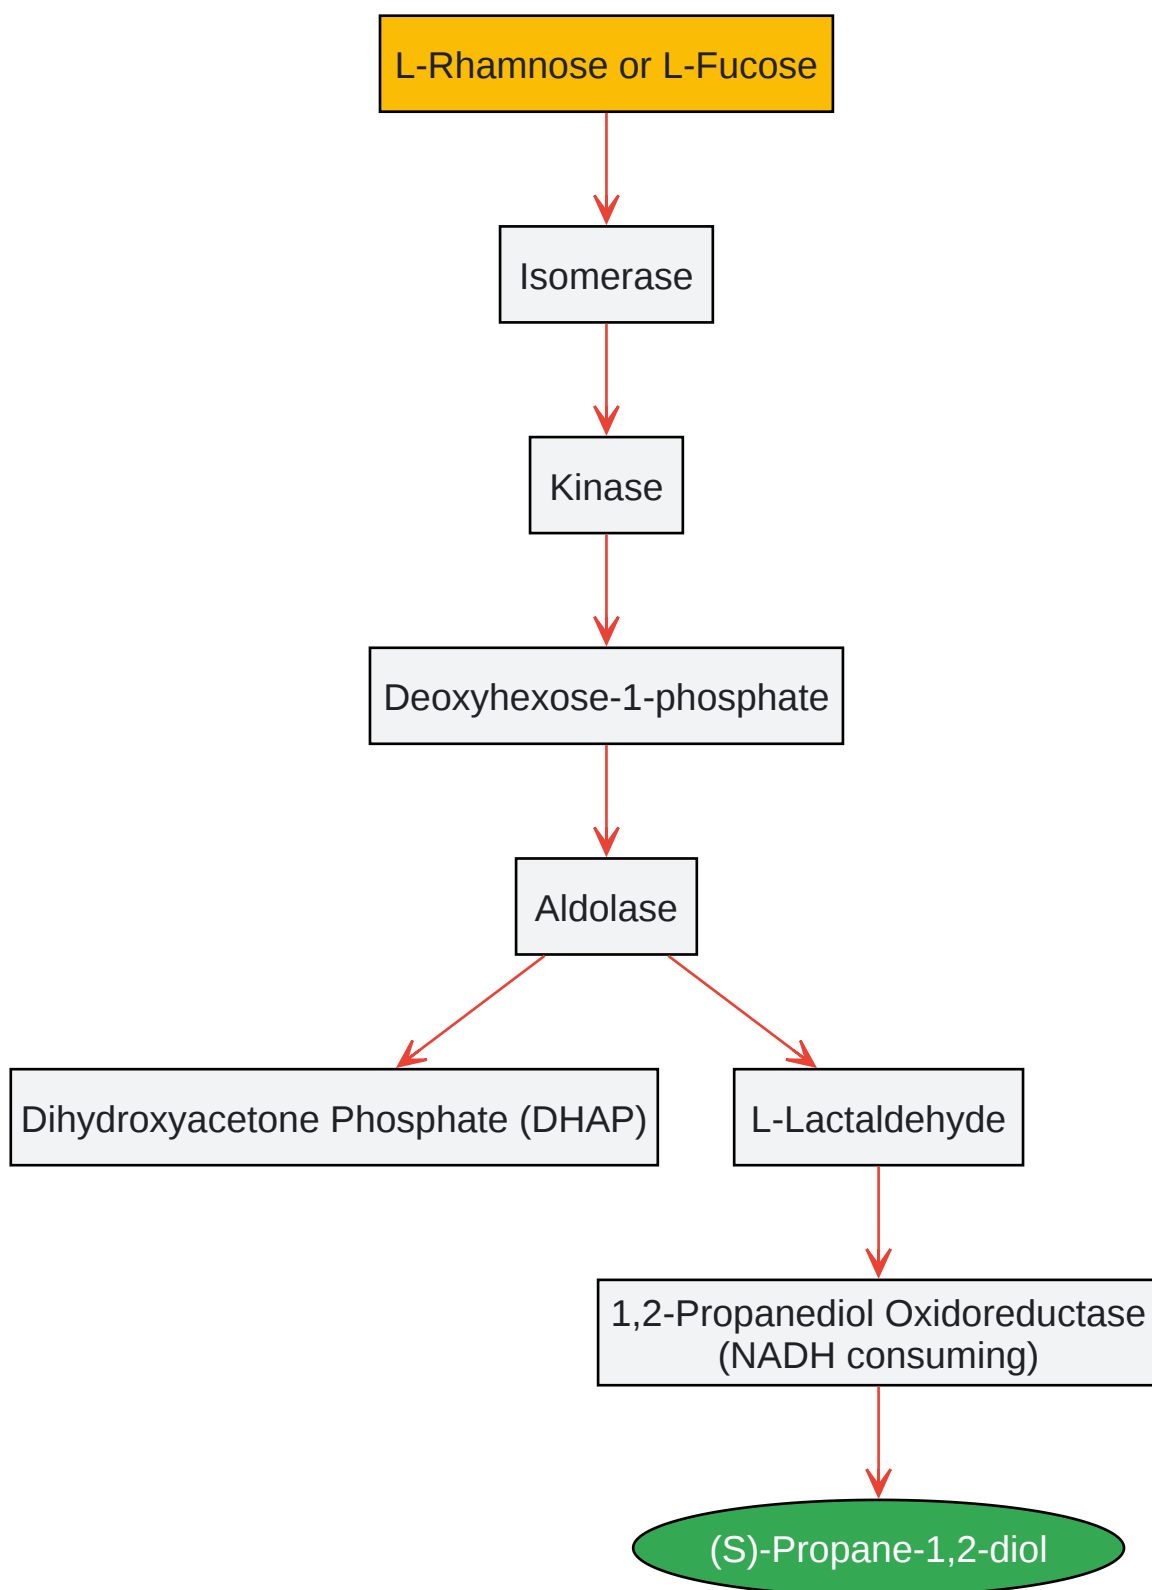 L-Rhamnose or L-Fucose
Isomerase
Kinase
Deoxyhexose-1-phosphate
Aldolase
Dihydroxyacetone Phosphate (DHAP)
L-Lactaldehyde
1,2-Propanediol Oxidoreductase
(NADH consuming)
(S)-Propane-1,2-diol